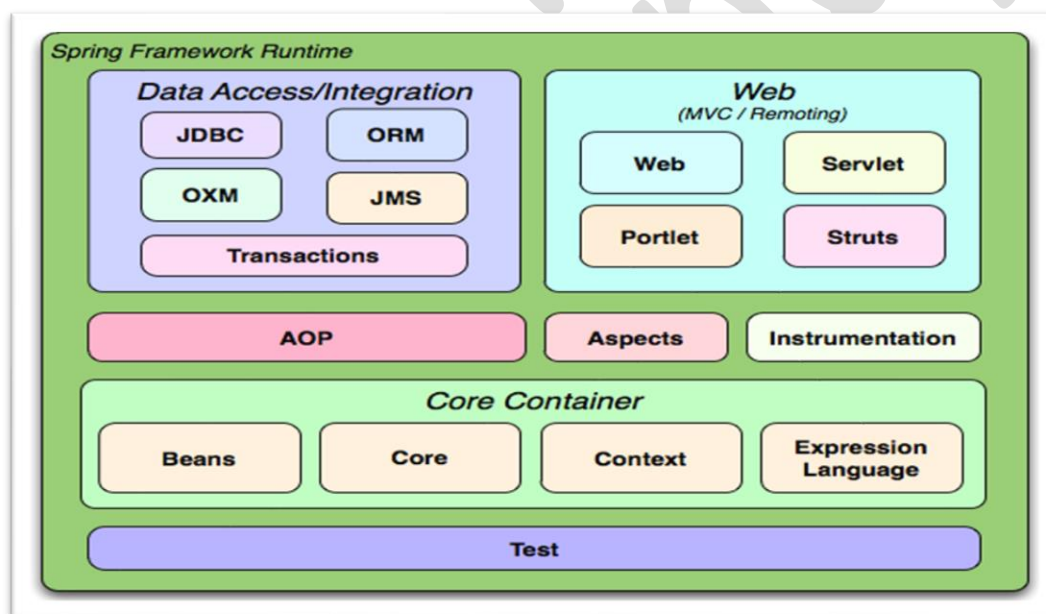 Spring Framework Runtime
Data Access/Integration
JDBC
ORM
OXM
JMS
Transactions
Web
(MVC / Remoting)
Web
Servlet
Portlet
Struts
AOP
Aspects
Instrumentation
Core Container
Beans
Core
Context
Expression
Language
Test